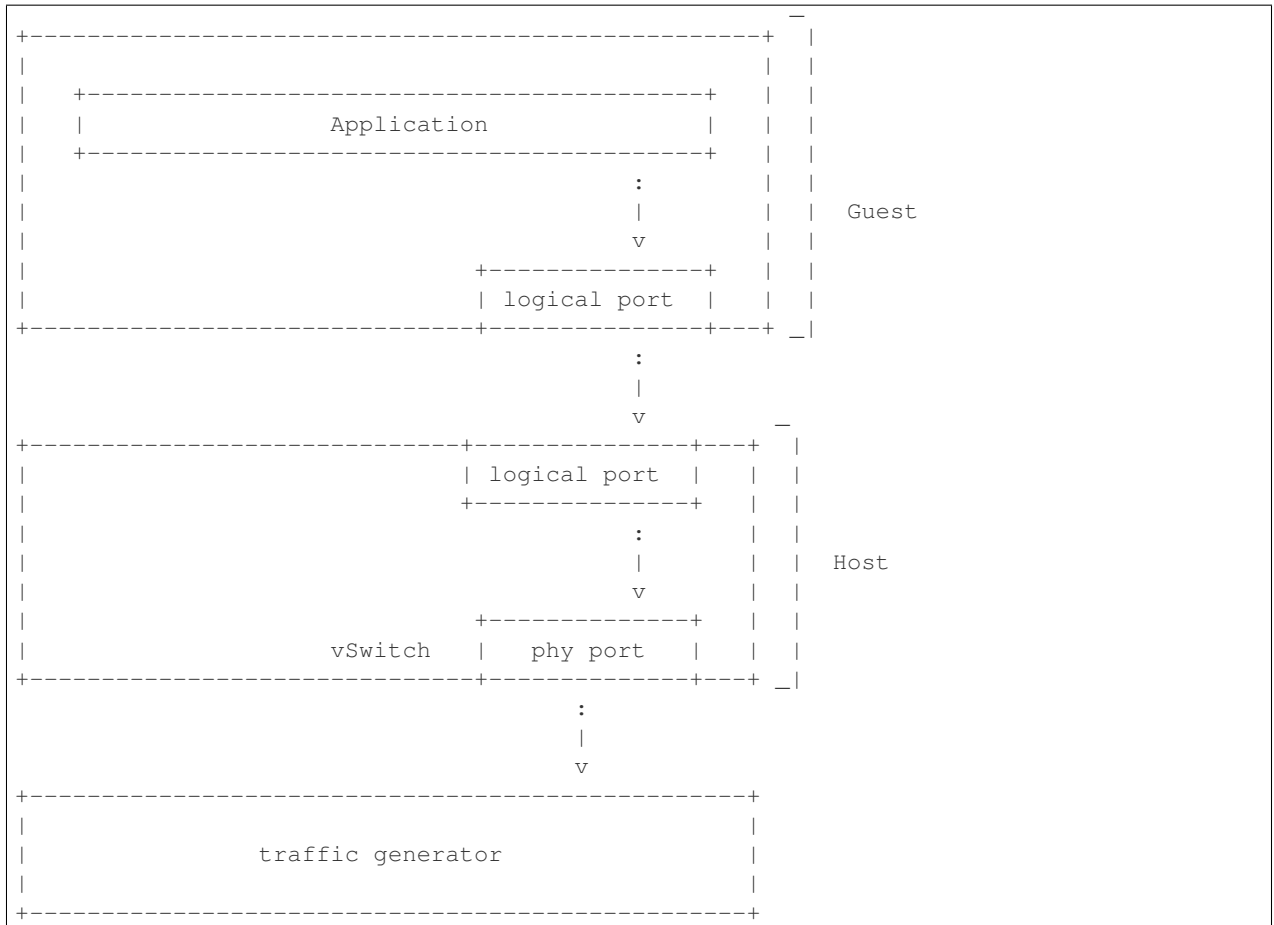 Application
Guest
logical port
logical port
Host
vSwitch phy port
traffic generator